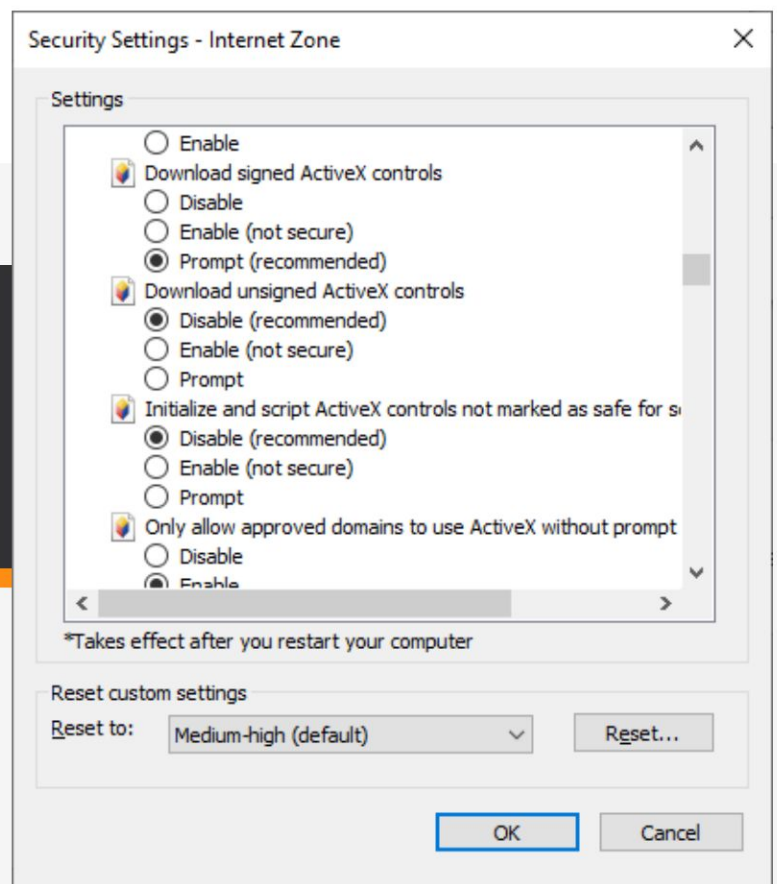 Security Settings - Internet Zone
Settings
Enable
Download signed ActiveX controls
Disable
Enable (not secure)
Prompt (recommended)
Download unsigned ActiveX controls
Disable (recommended)
Enable (not secure)
Prompt
Initialize and script ActiveX controls not marked as safe for s
Disable (recommended)
Enable (not secure)
Prompt
Only allow approved domains to use ActiveX without prompt
Disable
Enable
*Takes effect after you restart your computer
Reset custom settings
Reset to:
Medium-high (default)
Reset...
OK
Cancel